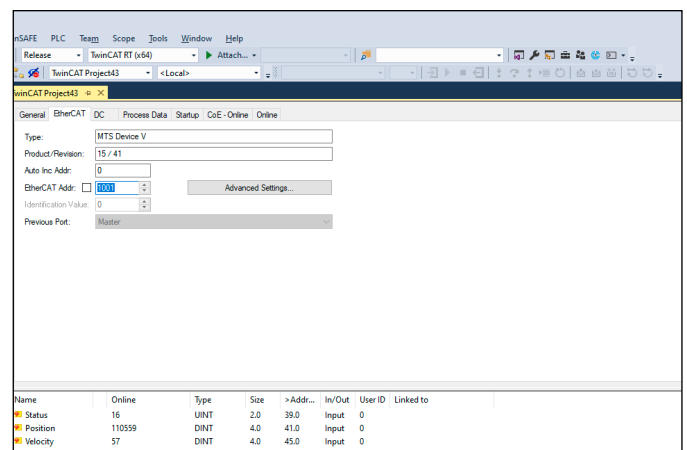 nSAFE PLC Team Scope Tools Window Help
Release TwinCAT RT (x64) Attach...
TwinCAT Project43 <Local>
winCAT Project43
General EtherCAT DC Process Data Startup CoE - Online Online
Type: MTS Device V
Product/Revision: 15 / 41
Auto Inc Addr: 0
EtherCAT Addr: 1001 Advanced Settings...
Identification Value: 0
Previous Port: Master
Name Online Type Size >Addr... In/Out User ID Linked to
Status 16 UINT 2.0 39.0 Input 0
Position 110559 DINT 4.0 41.0 Input 0
Velocity 57 DINT 4.0 45.0 Input 0